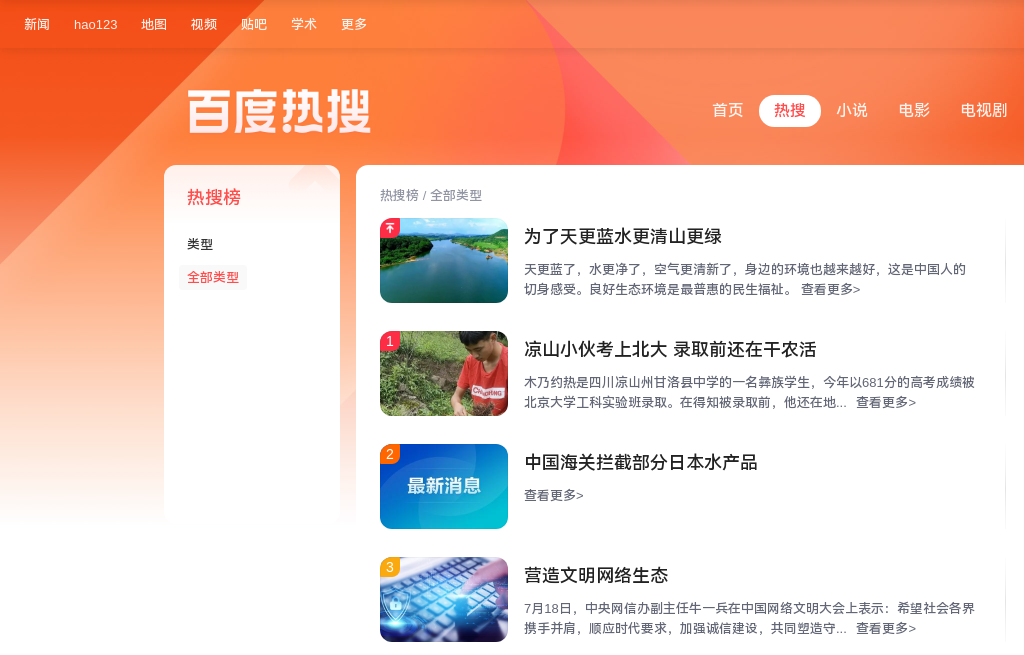 新闻 hao123 地图 视频 贴吧 学术 更多
百度热搜
首页 热搜 小说 电影 电视剧
热搜榜
类型
全部类型
热搜榜 / 全部类型
为了天更蓝水更清山更绿
天更蓝了，水更净了，空气更清新了，身边的环境也越来越好，这是中国人的
切身感受。良好生态环境是最普惠的民生福祉。 查看更多>
1
凉山小伙考上北大 录取前还在干农活
木乃约热是四川凉山州甘洛县中学的一名彝族学生，今年以681分的高考成绩被
北京大学工科实验班录取。在得知被录取前，他还在地... 查看更多>
2
最新消息
中国海关拦截部分日本水产品
查看更多>
3
营造文明网络生态
7月18日，中央网信办副主任牛一兵在中国网络文明大会上表示：希望社会各界
携手并肩，顺应时代要求，加强诚信建设，共同塑造守... 查看更多>